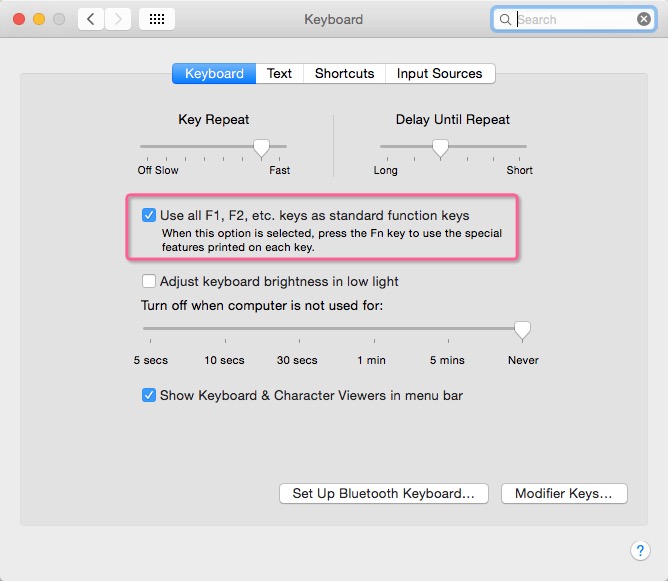 Keyboard
Search
Keyboard Text Shortcuts Input Sources
Key Repeat Delay Until Repeat
Off Slow Fast Long Short
Use all F1, F2, etc. keys as standard function keys
When this option is selected, press the Fn key to use the special
features printed on each key.
Adjust keyboard brightness in low light
Turn off when computer is not used for:
5 secs 10 secs 30 secs 1 min 5 mins Never
Show Keyboard & Character Viewers in menu bar
Set Up Bluetooth Keyboard... Modifier Keys...
?